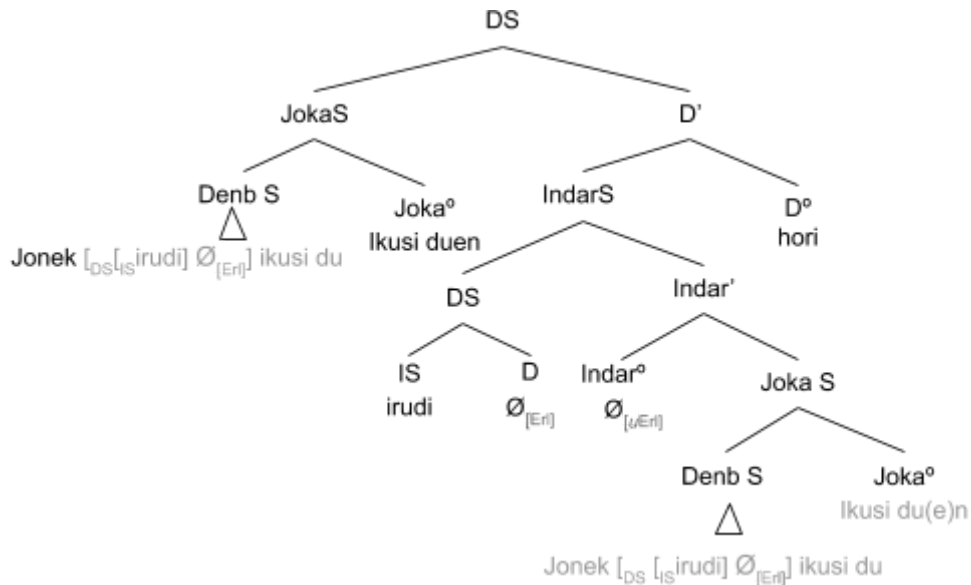 DS
JokaS D’
Denb S Jokaº IndarS Dº
Ikusi duen hori
Jonek [DS[ISirudi] Ø[Erl]] ikusi du
DS Indar’
IS D Indarº Joka S
irudi Ø[Erl] Ø[uErl]
Denb S Jokaº
Ikusi du(e)n
Jonek [DS [ISirudi] Ø[Erl]] ikusi du